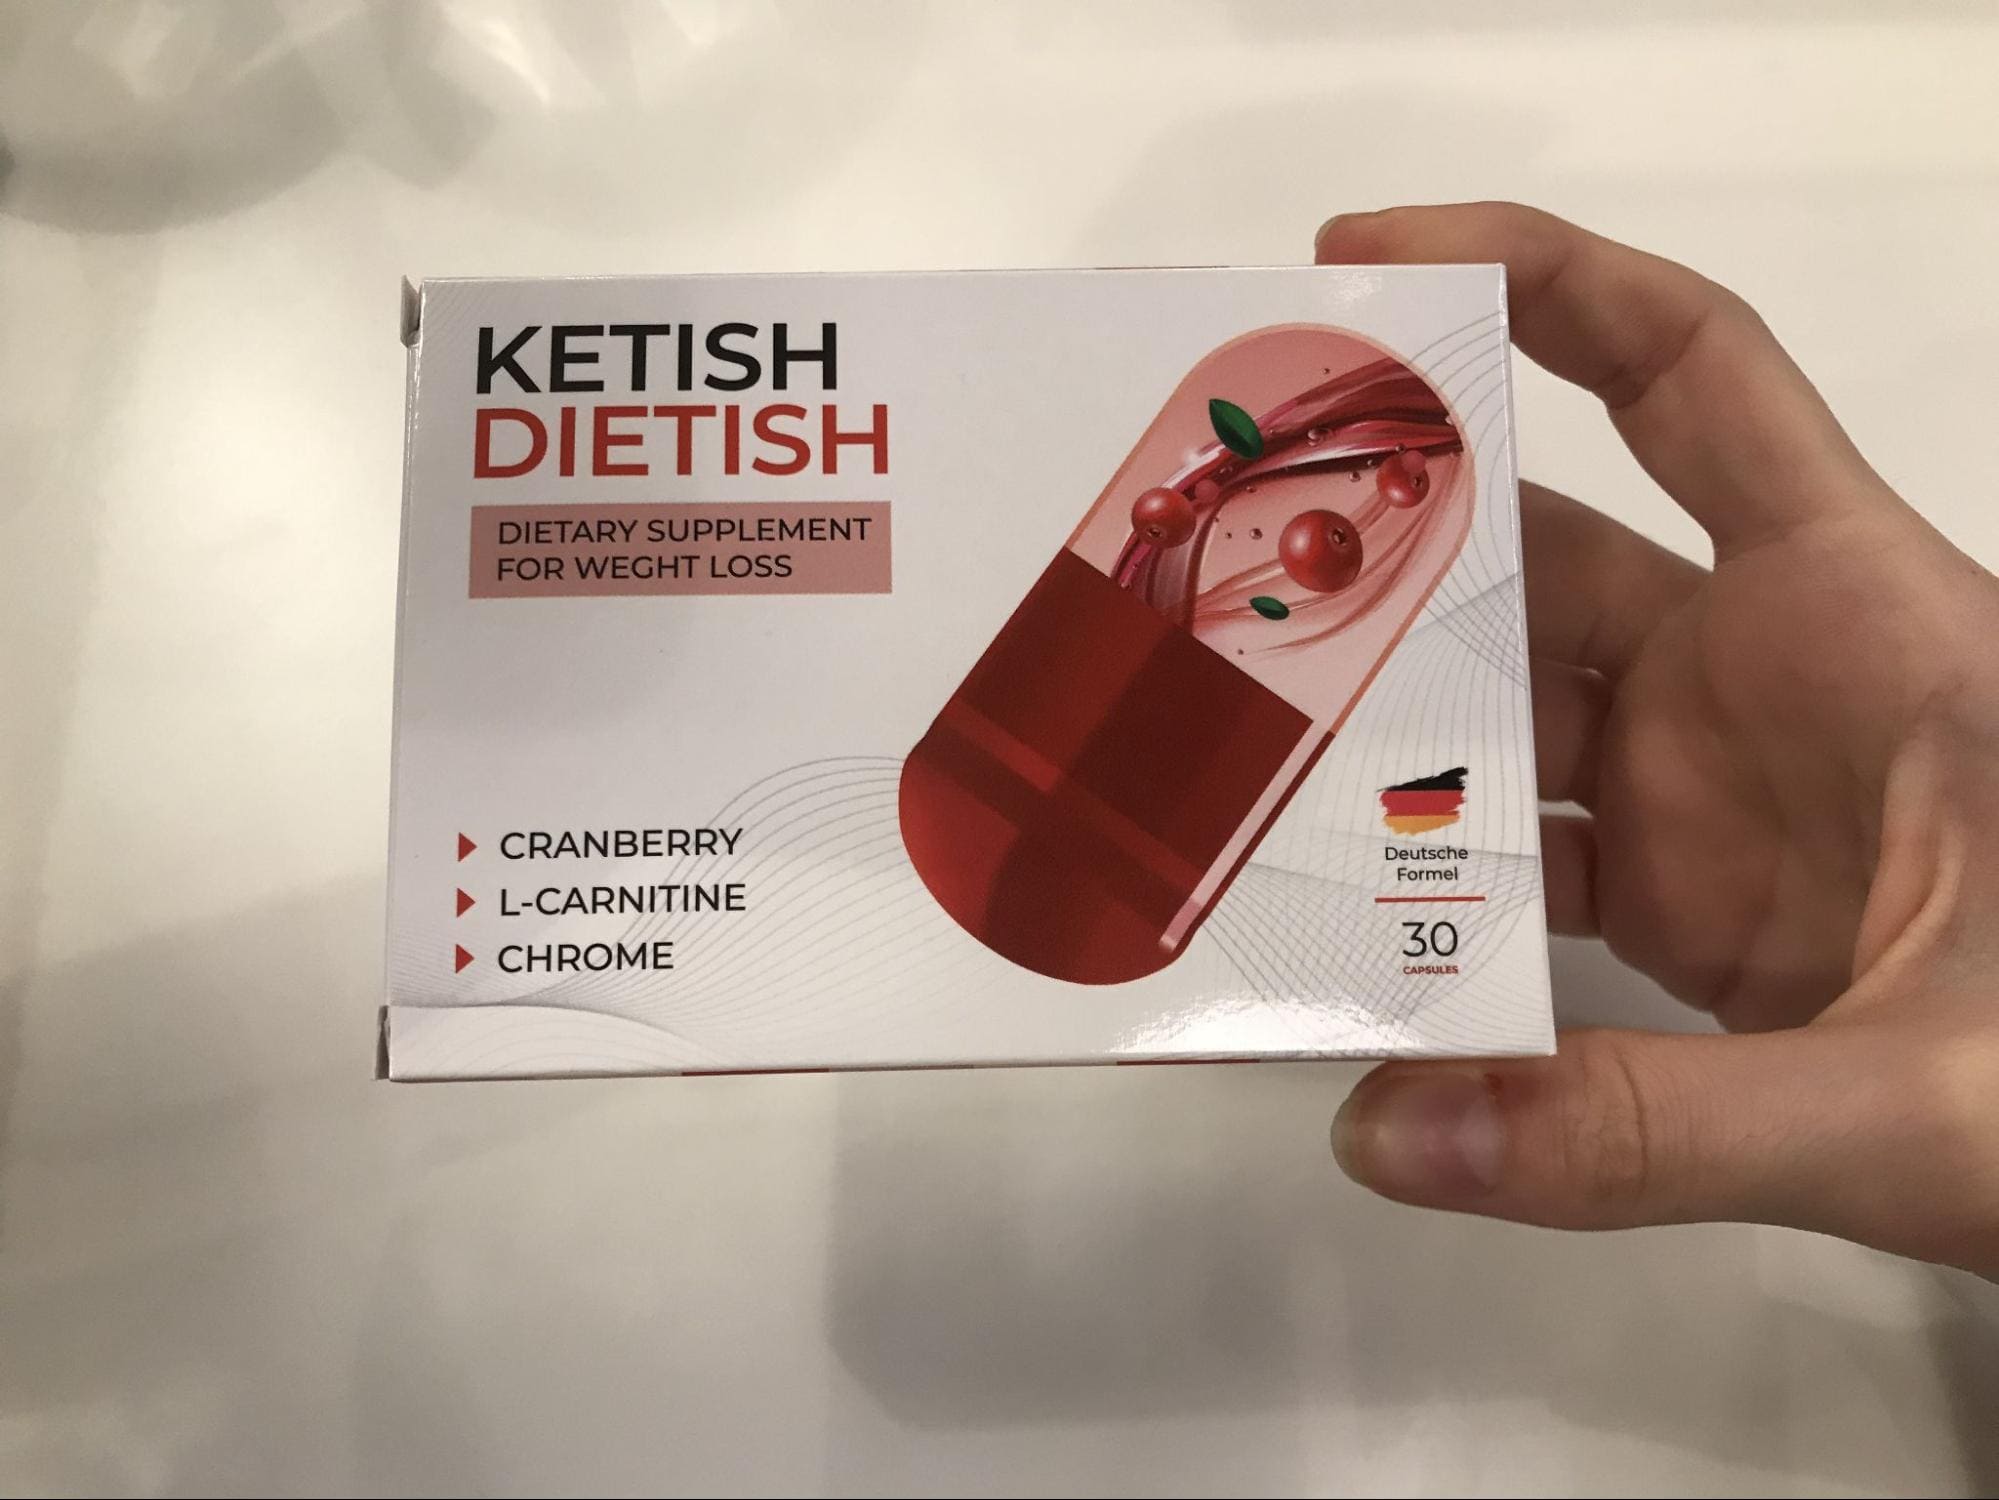 KETISH
DIETISH
DIETARY SUPPLEMENT
FOR WEGHT LOSS
CRANBERRY
L-CARNITINE
CHROME
Deutsche
Formel
30
CAPSULES